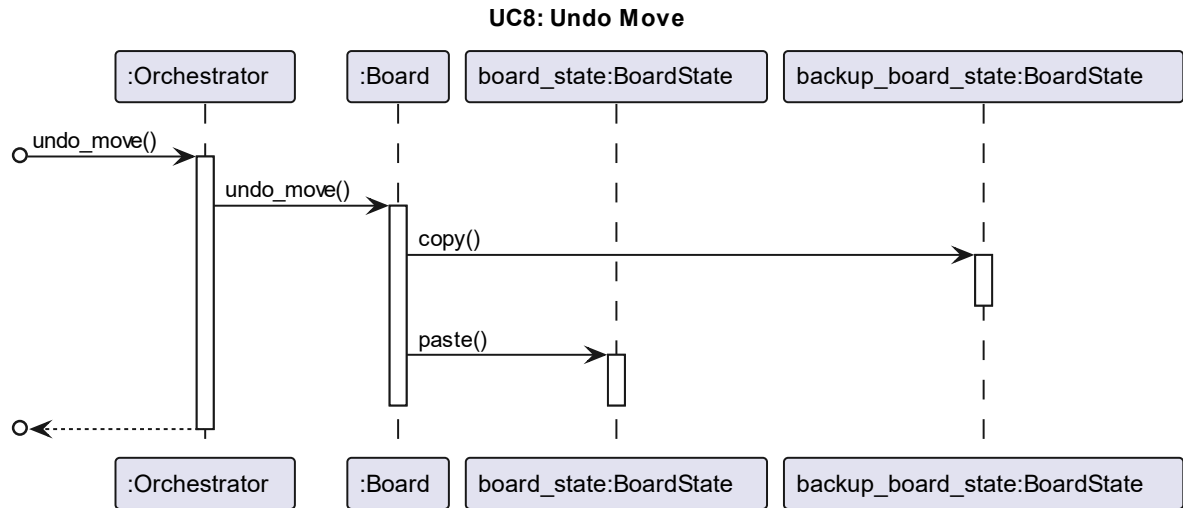 UC8: Undo Move
:Orchestrator
:Board
board_state:BoardState
backup_board_state:BoardState
undo_move()
undo_move()
copy()
paste()
:Orchestrator
:Board
board_state:BoardState
backup_board_state:BoardState